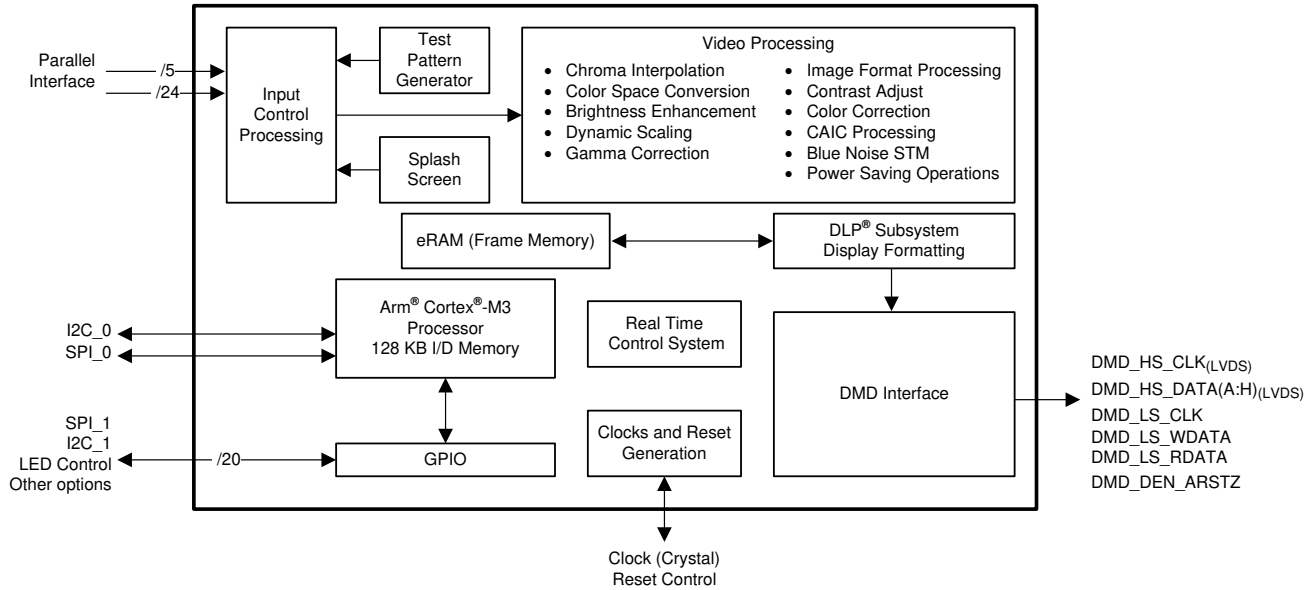 Parallel
Interface
/5
/24
Input
Control
Processing
Test
Pattern
Generator
Splash
Screen
Video Processing
• Chroma Interpolation
• Color Space Conversion
• Brightness Enhancement
• Dynamic Scaling
• Gamma Correction
• Image Format Processing
• Contrast Adjust
• Color Correction
• CAIC Processing
• Blue Noise STM
• Power Saving Operations
eRAM (Frame Memory)
DLP® Subsystem
Display Formatting
I2C_0
SPI_0
Arm® Cortex®-M3
Processor
128 KB I/D Memory
Real Time
Control System
DMD Interface
DMD_HS_CLK(LVDS)
DMD_HS_DATA(A:H)(LVDS)
DMD_LS_CLK
DMD_LS_WDATA
DMD_LS_RDATA
DMD_DEN_ARSTZ
SPI_1
I2C_1
LED Control
Other options
/20
GPIO
Clocks and Reset
Generation
Clock (Crystal)
Reset Control